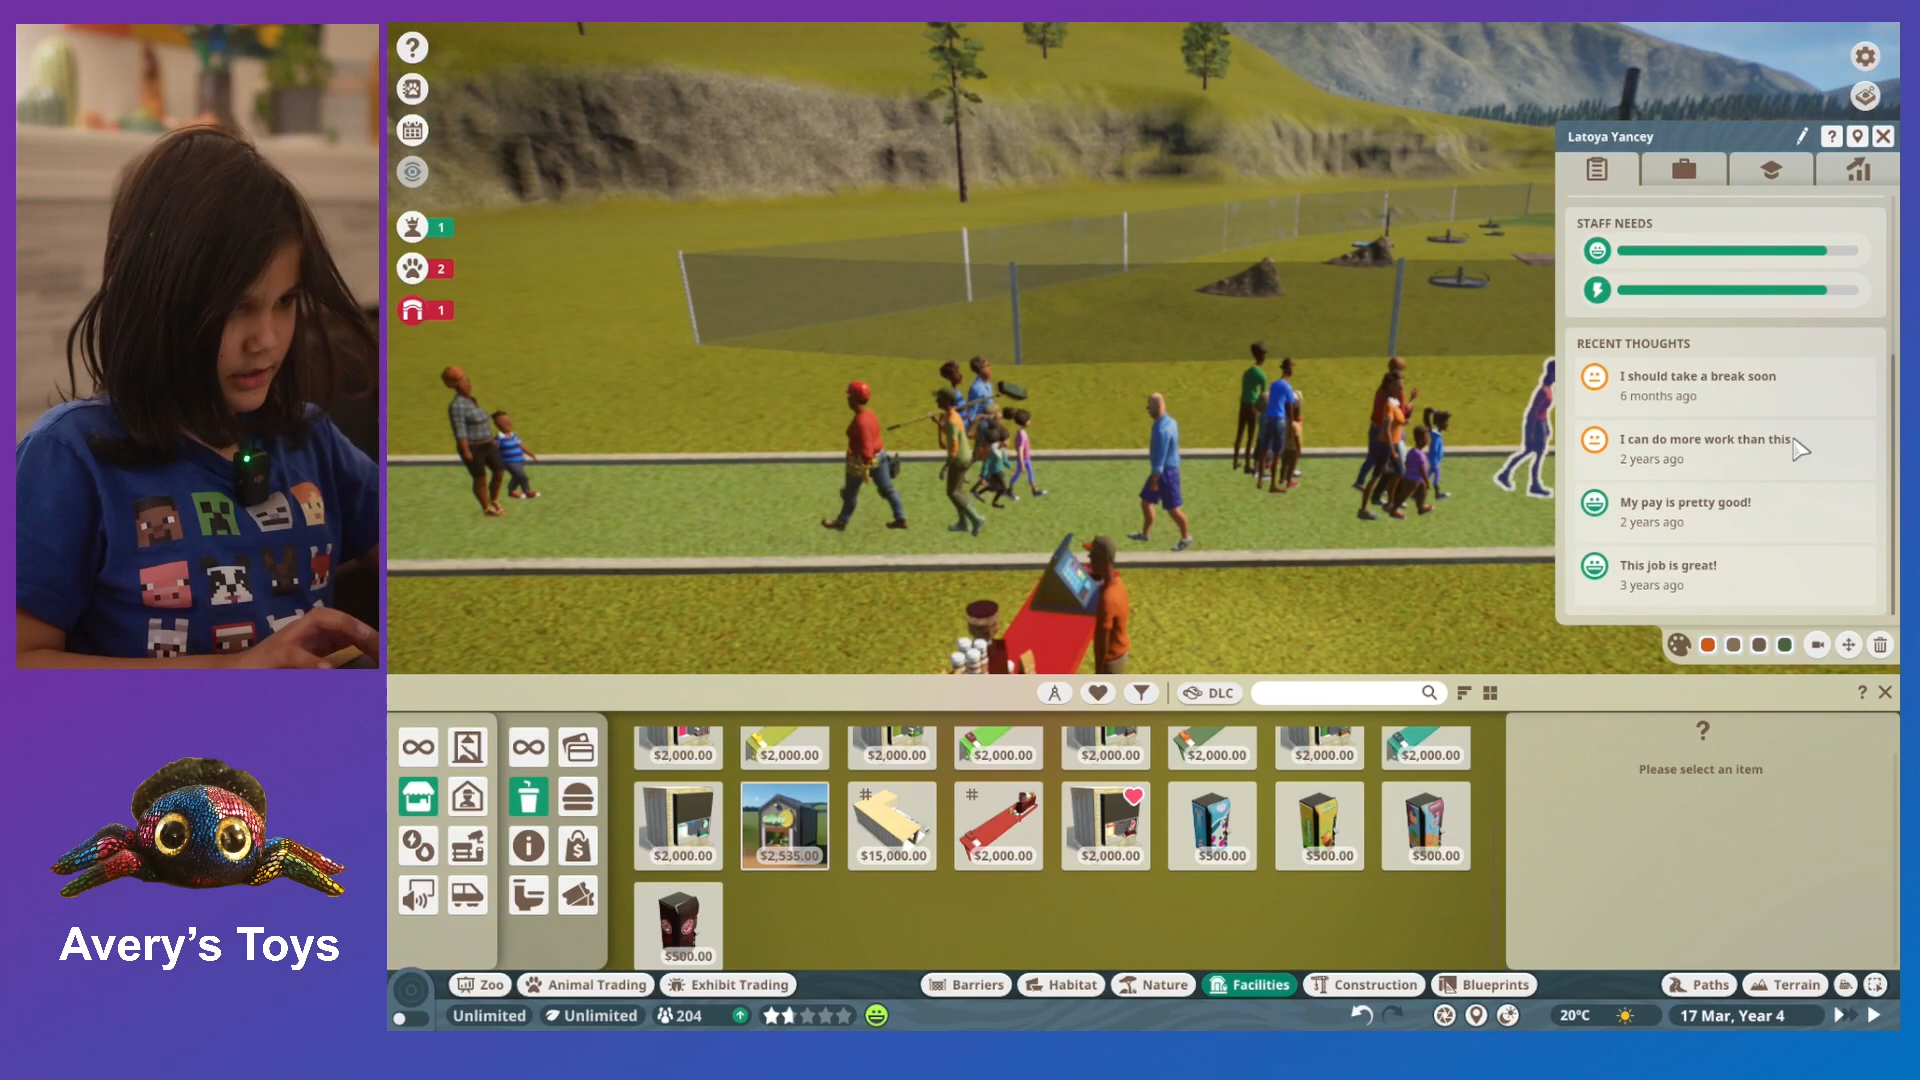 ?
1
2
1
Latoya Yancey
?
STAFF NEEDS
RECENT THOUGHTS
I should take a break soon
6 months ago
I can do more work than this
2 years ago
My pay is pretty good!
2 years ago
This job is great!
3 years ago
DLC
?
$2,000.00
$2,000.00
$2,000.00
$2,000.00
$2,000.00
$2,000.00
$2,000.00
$2,000.00
$2,000.00
$2,535.00
$15,000.00
$2,000.00
$2,000.00
$500.00
$500.00
$500.00
$500.00
?
Please select an item
Avery's Toys
Zoo
Animal Trading
Exhibit Trading
Barriers
Habitat
Nature
Facilities
Construction
Blueprints
Paths
Terrain
Unlimited
Unlimited
204
20°C
17 Mar, Year 4